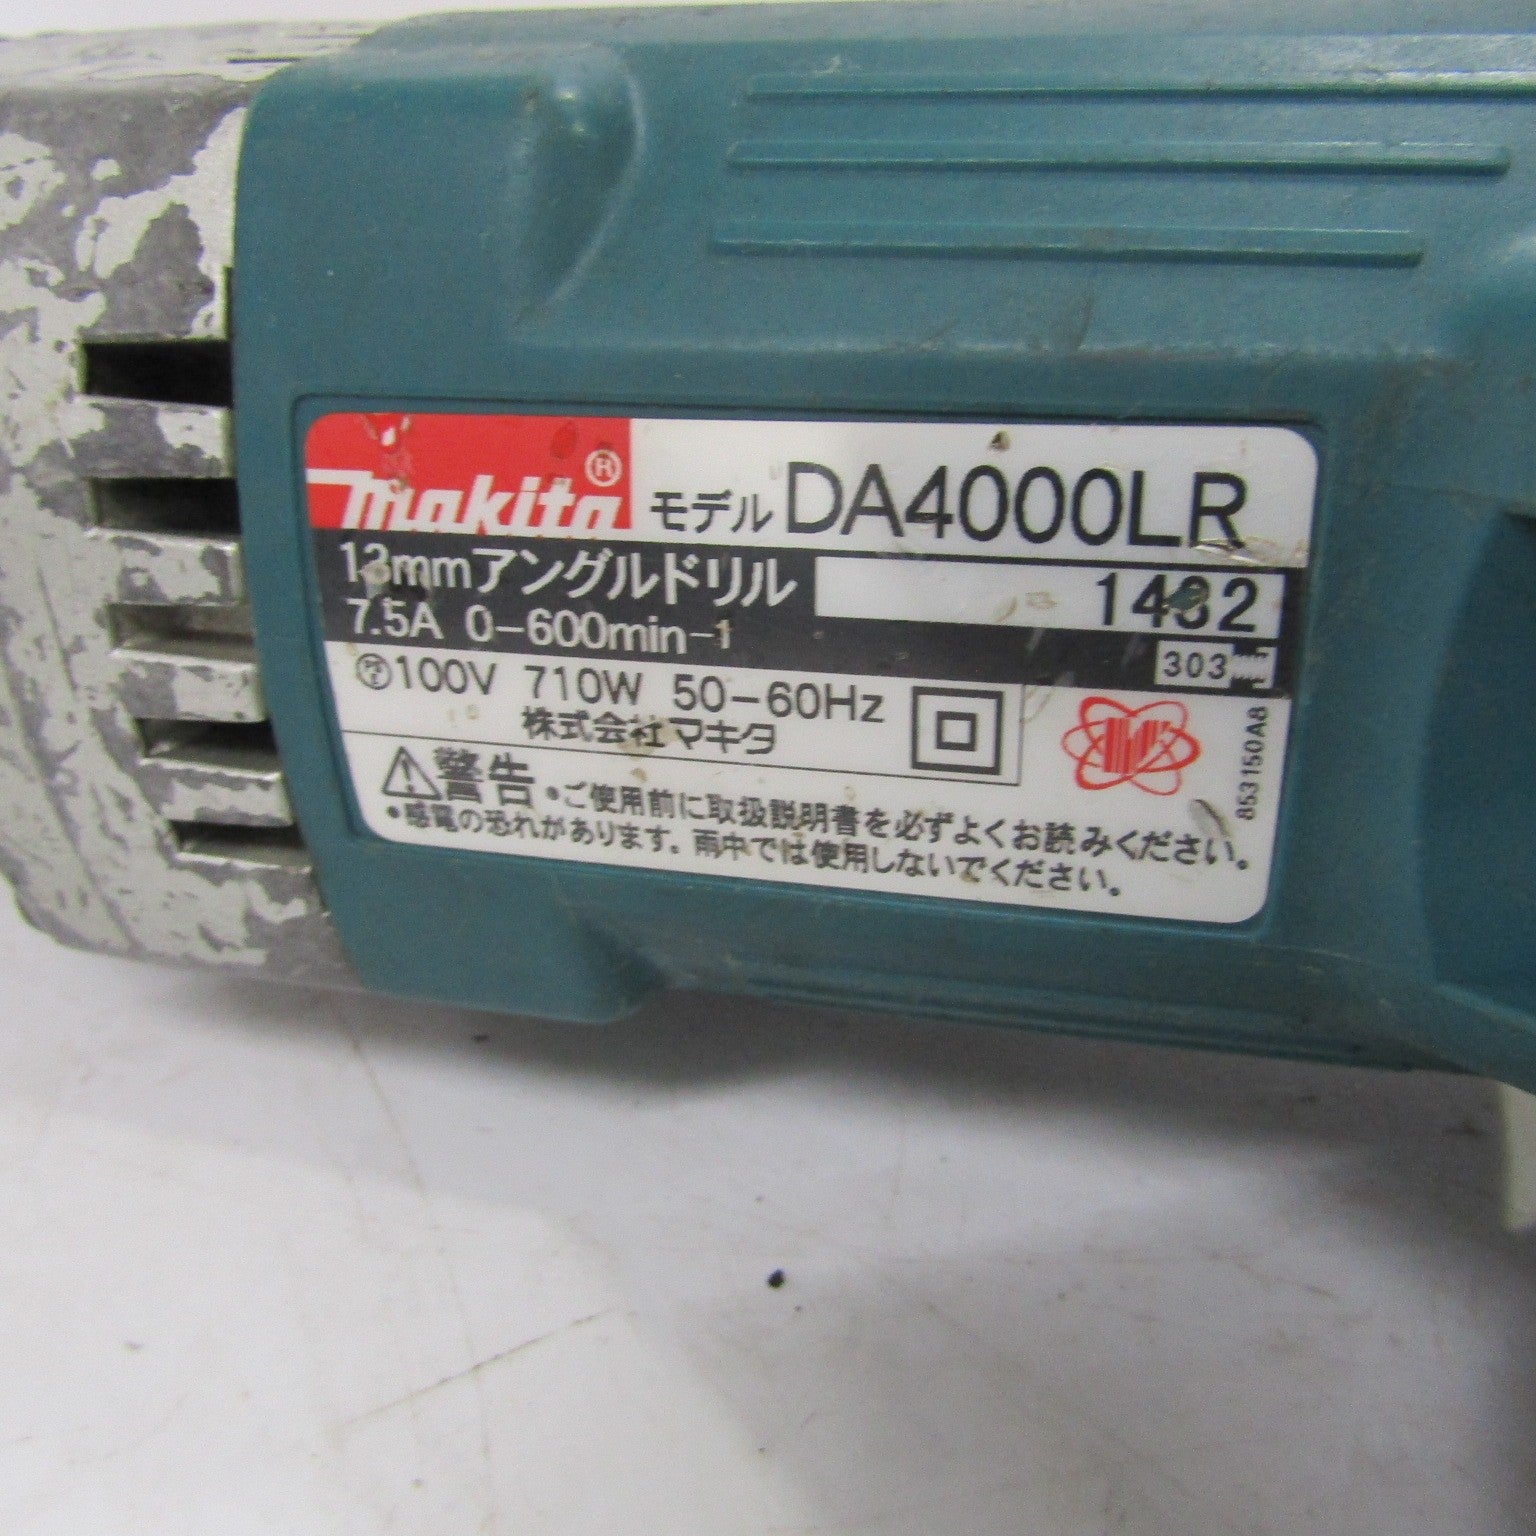 makita®
モデル DA4000LR
13mmアングルドリル
1432
7.5A 0-600min-1
303
100V 710W 50-60Hz
株式会社マキタ
853150A8
警告 •ご使用前に取扱説明書を必ずよくお読みください。
•感電の恐れがあります。雨中では使用しないでください。